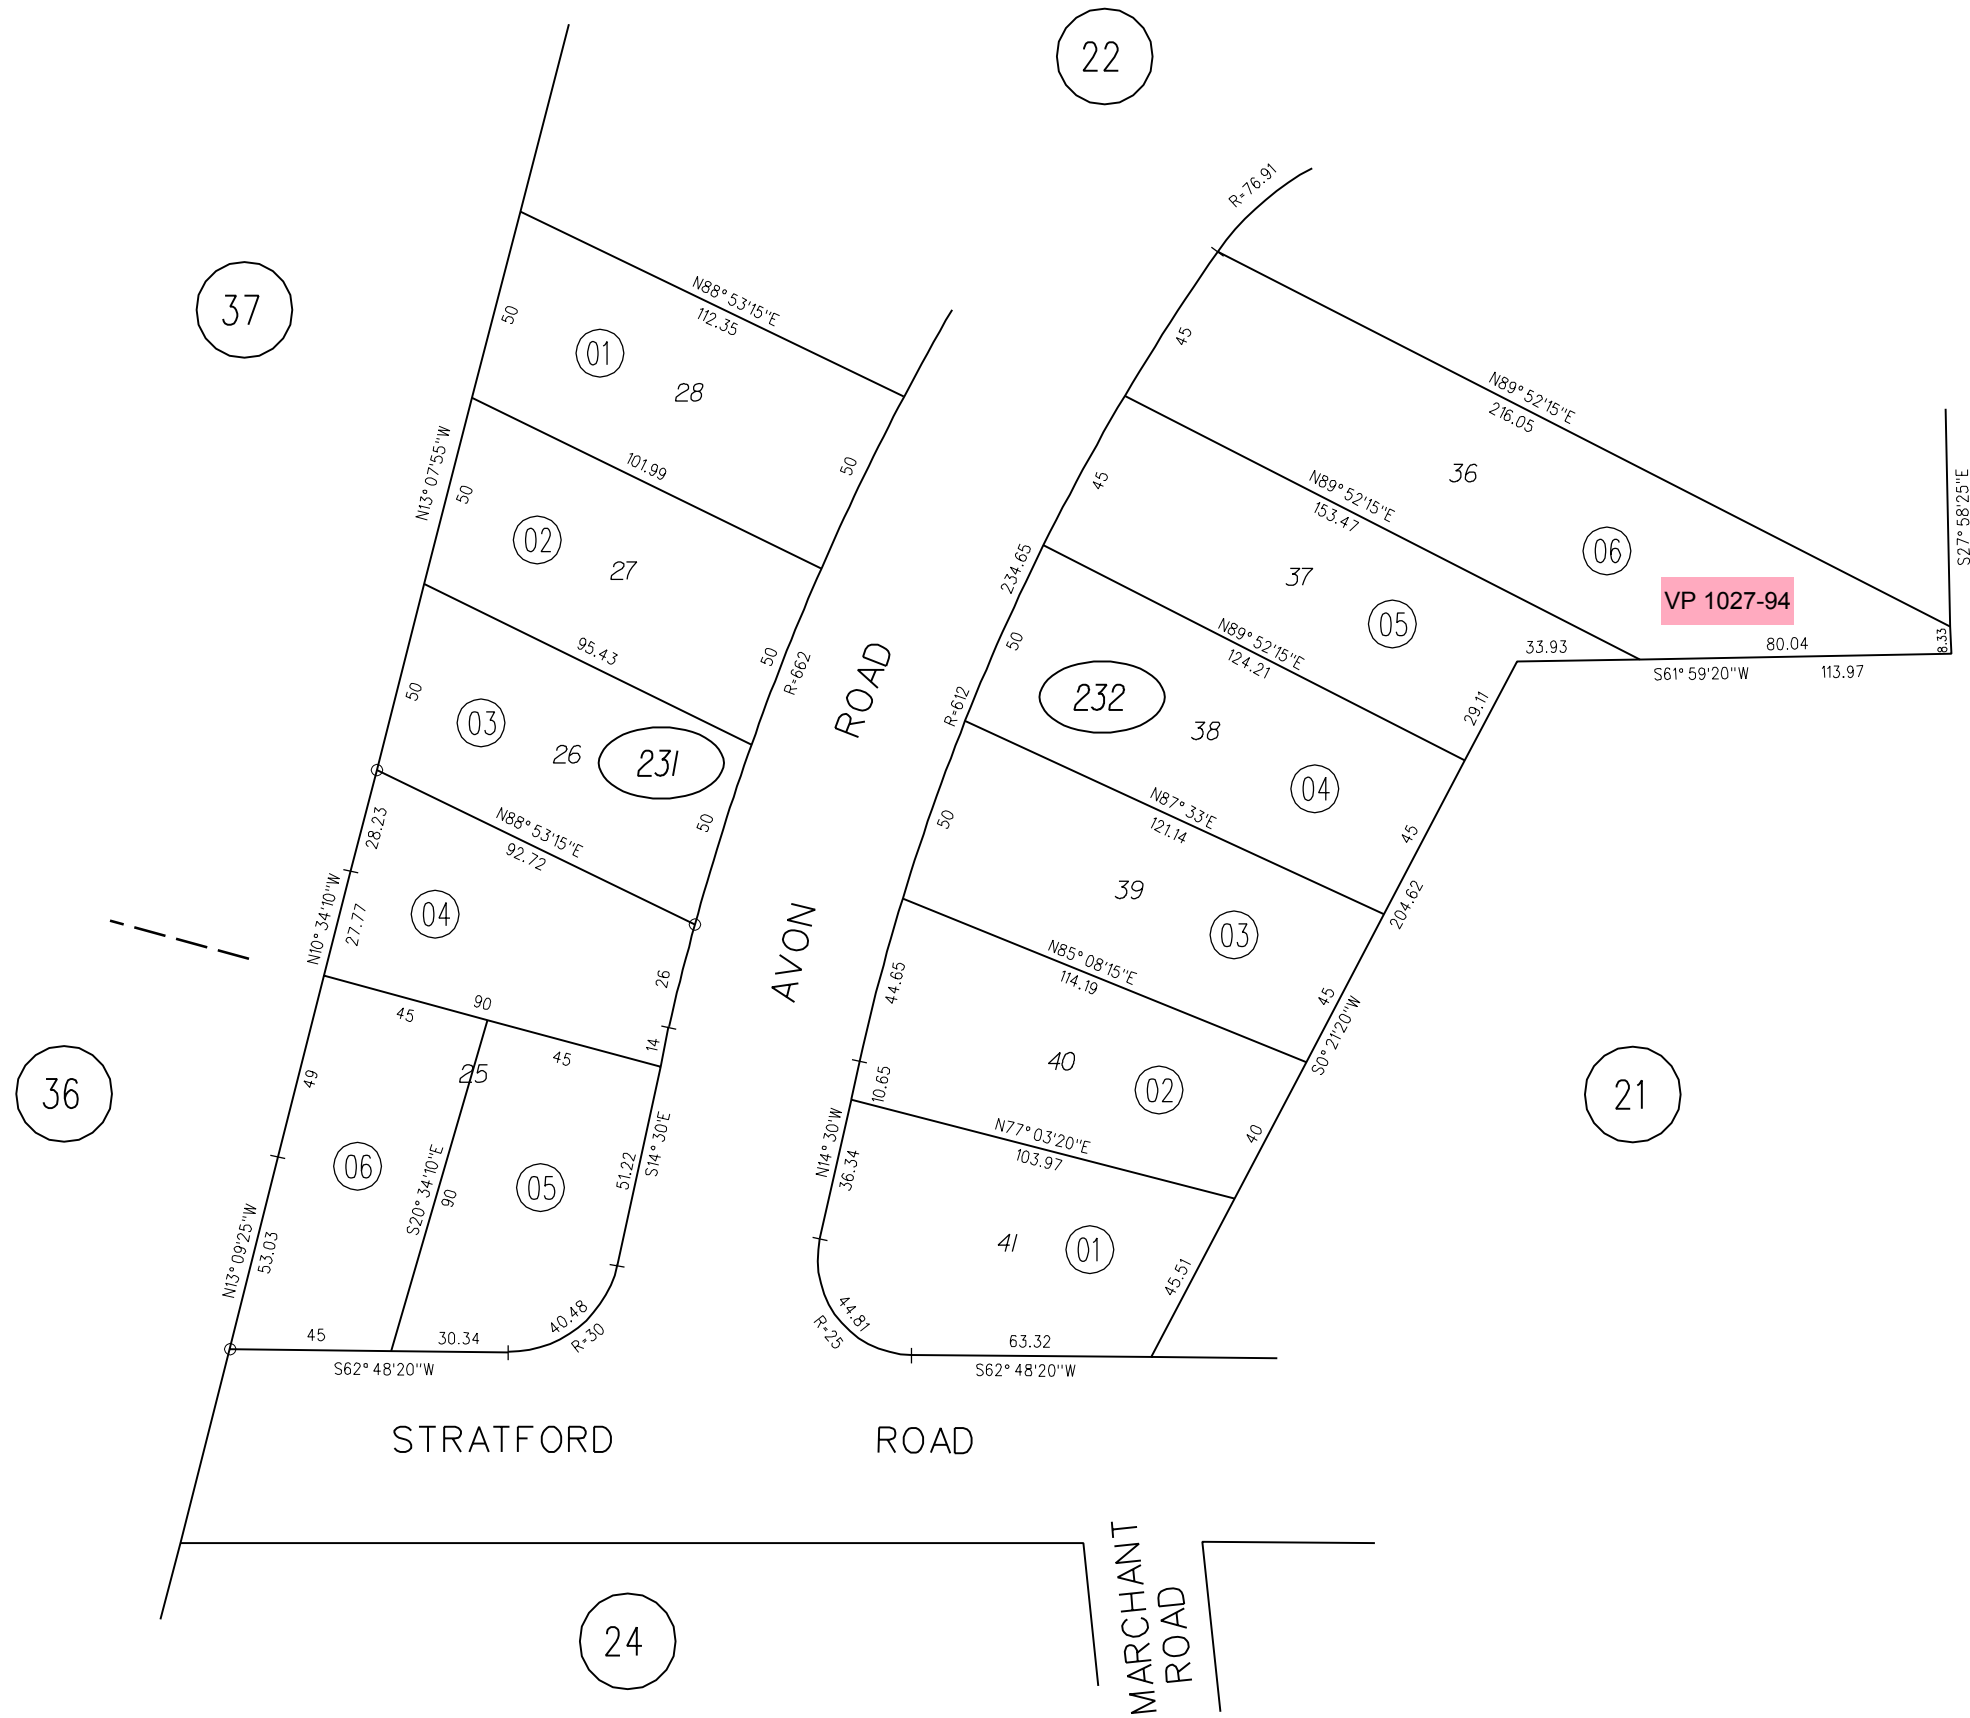 22
R=76.91
37
N88°53'15"E
112.35
50
01
28
45
N89°52'15"E
216.05
36
S27°58'25"E
N13°07'55"W
50
101.99
50
45
N89°52'15"E
153.47
02
27
06
234.65
37
05
VP 1027-94
95.43
50
R=662
ROAD
50
N89°52'15"E
124.21
33.93
80.04
8.33
S61°59'20"W
113.97
50
03
26
231
R=612
232
38
29.11
28.23
N88°53'15"E
92.72
50
50
N87°33'E
121.14
04
45
N10°34'10"W
27.77
04
AVON
39
03
204.62
26
44.65
N85°08'15"E
114.19
45
S0°21'20"W
90
45
45
14
49
25
40
02
10.65
36
21
N14°30'W
36.34
N77°03'20"E
103.97
40
06
05
S20°34'10"E
90
51.22
S14°30'E
N13°09'25"W
53.03
41
01
45.51
45
30.34
40.48
R=30
44.81
R=25
63.32
S62°48'20"W
S62°48'20"W
STRATFORD ROAD
MARCHANT
ROAD
24